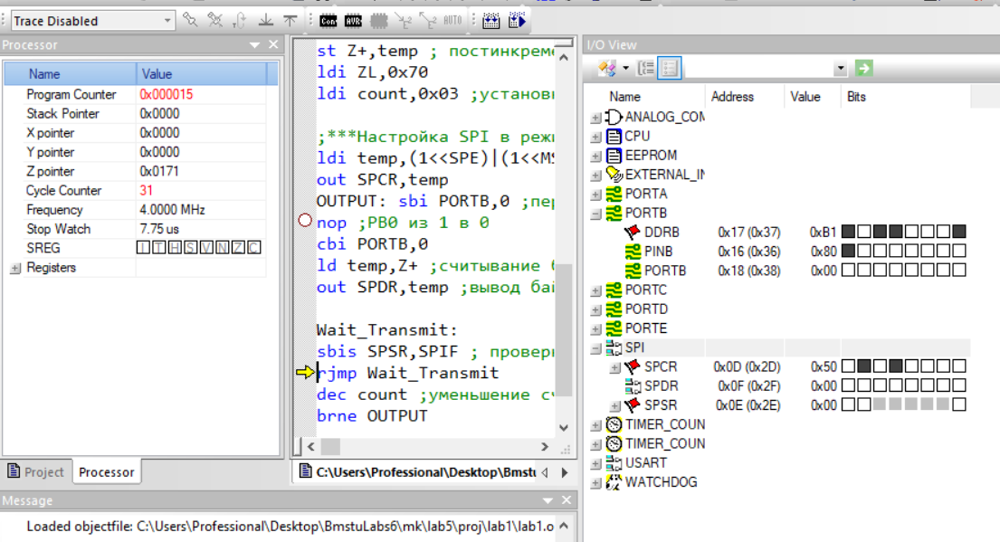 Trace Disabled
Con AVR AUTO
Processor
Name Value
Program Counter 0x000015
Stack Pointer 0x0000
X pointer 0x0000
Y pointer 0x0000
Z pointer 0x0171
Cycle Counter 31
Frequency 4.0000 MHz
Stop Watch 7.75 us
SREG I T H S V N Z C
Registers
Project Processor
st Z+,temp ; постинкреме
ldi ZL,0x70
ldi count,0x03 ;установ
;***Настройка SPI в режи
ldi temp,(1<<SPE)|(1<<MS
out SPCR,temp
OUTPUT: sbi PORTB,0 ;пер
nop ;PB0 из 1 в 0
cbi PORTB,0
ld temp,Z+ ;считывание
out SPDR,temp ;вывод бай
Wait_Transmit:
sbis SPSR,SPIF ; провер
rjmp Wait_Transmit
dec count ;уменьшение сч
brne OUTPUT
C:\Users\Professional\Desktop\Bmstu
I/O View
Name Address Value Bits
ANALOG_COM
CPU
EEPROM
EXTERNAL_IN
PORTA
PORTB
DDRB 0x17 (0x37) 0xB1
PINB 0x16 (0x36) 0x80
PORTB 0x18 (0x38) 0x00
PORTC
PORTD
PORTE
SPI
SPCR 0x0D (0x2D) 0x50
SPDR 0x0F (0x2F) 0x00
SPSR 0x0E (0x2E) 0x00
TIMER_COUN
TIMER_COUN
USART
WATCHDOG
Message
Loaded objectfile: C:\Users\Professional\Desktop\BmstuLabs6\mk\lab5\proj\lab1\lab1.o